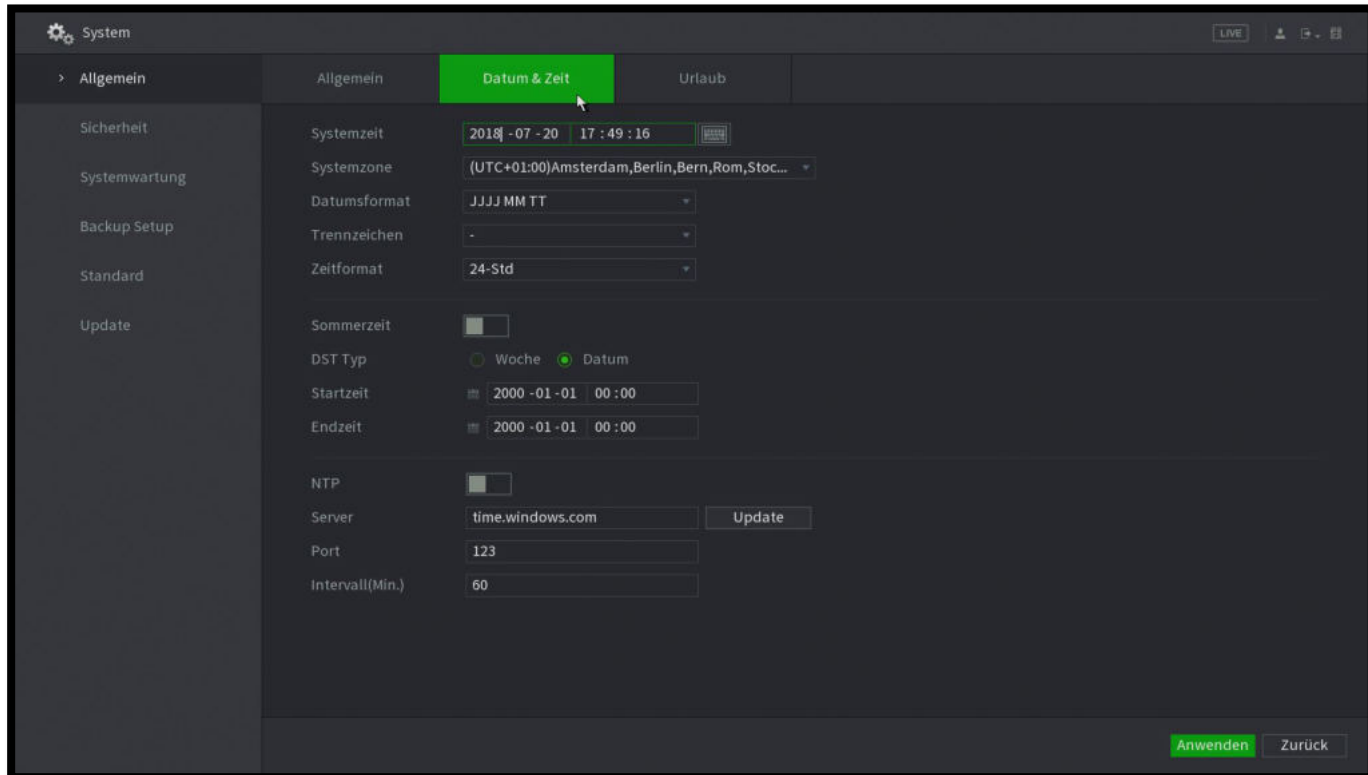 System
LIVE
Allgemein
Sicherheit
Systemwartung
Backup Setup
Standard
Update
Allgemein Datum & Zeit Urlaub
Systemzeit 2018 -07 -20 17 : 49 : 16
Systemzone (UTC+01:00)Amsterdam,Berlin,Bern,Rom,Stoc...
Datumsformat JJJJ MM TT
Trennzeichen -
Zeitformat 24-Std
Sommerzeit
DST Typ Woche Datum
Startzeit 2000 -01 -01 00 : 00
Endzeit 2000 -01 -01 00 : 00
NTP
Server time.windows.com Update
Port 123
Intervall(Min.) 60
Anwenden Zurück